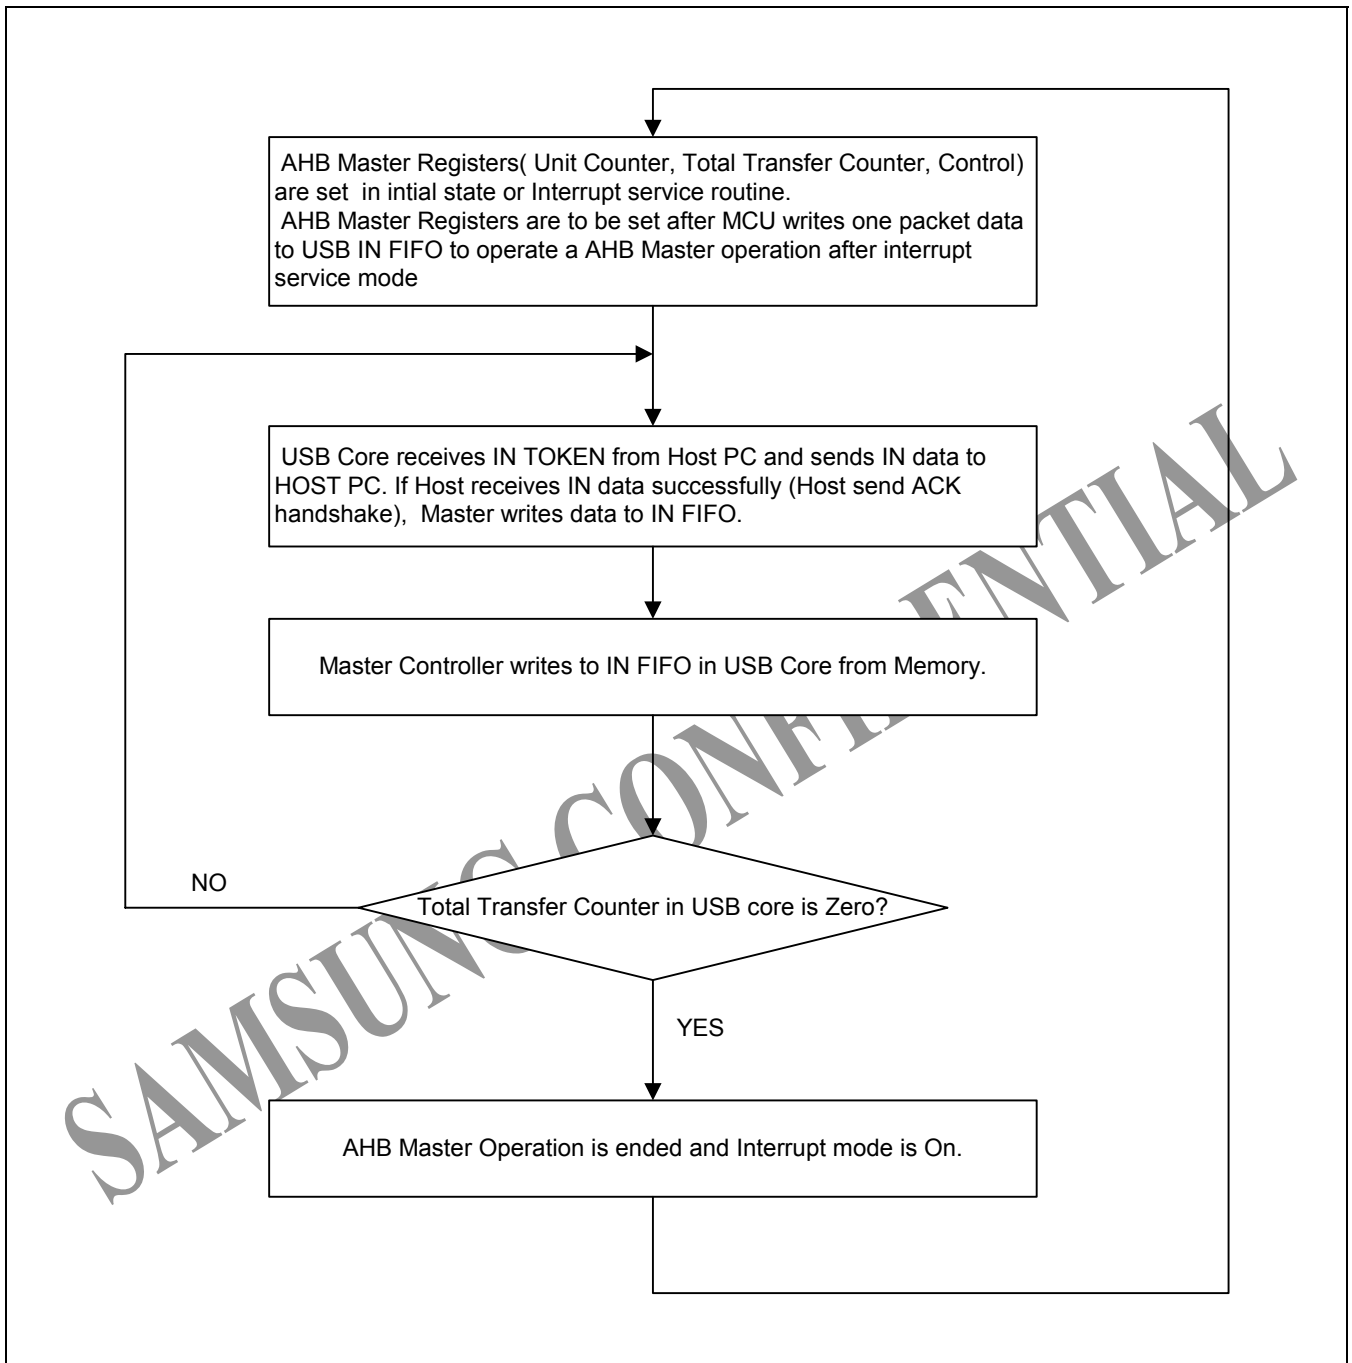 AHB Master Registers( Unit Counter, Total Transfer Counter, Control)
are set in intial state or Interrupt service routine.
AHB Master Registers are to be set after MCU writes one packet data
to USB IN FIFO to operate a AHB Master operation after interrupt
service mode
USB Core receives IN TOKEN from Host PC and sends IN data to
HOST PC. If Host receives IN data successfully (Host send ACK
handshake), Master writes data to IN FIFO.
Master Controller writes to IN FIFO in USB Core from Memory.
NO
Total Transfer Counter in USB core is Zero?
YES
AHB Master Operation is ended and Interrupt mode is On.
SAMSUNG CONFIDENTIAL